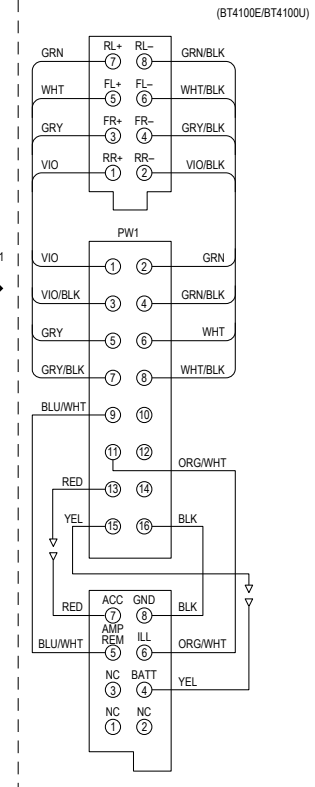 (BT4100E/BT4100U)
RL+ RL–
GRN 7 8 GRN/BLK
FL+ FL–
WHT 5 6 WHT/BLK
FR+ FR–
GRY 3 4 GRY/BLK
RR+ RR–
VIO 1 2 VIO/BLK
PW1
1
VIO 1 2 GRN
VIO/BLK 3 4 GRN/BLK
GRY 5 6 WHT
GRY/BLK 7 8 WHT/BLK
BLU/WHT 9 10
11 12
ORG/WHT
RED 13 14
YEL 15 16 BLK
ACC GND
RED 7 8 BLK
AMP
REM ILL
BLU/WHT 5 6 ORG/WHT
NC BATT
3 4 YEL
NC NC
1 2